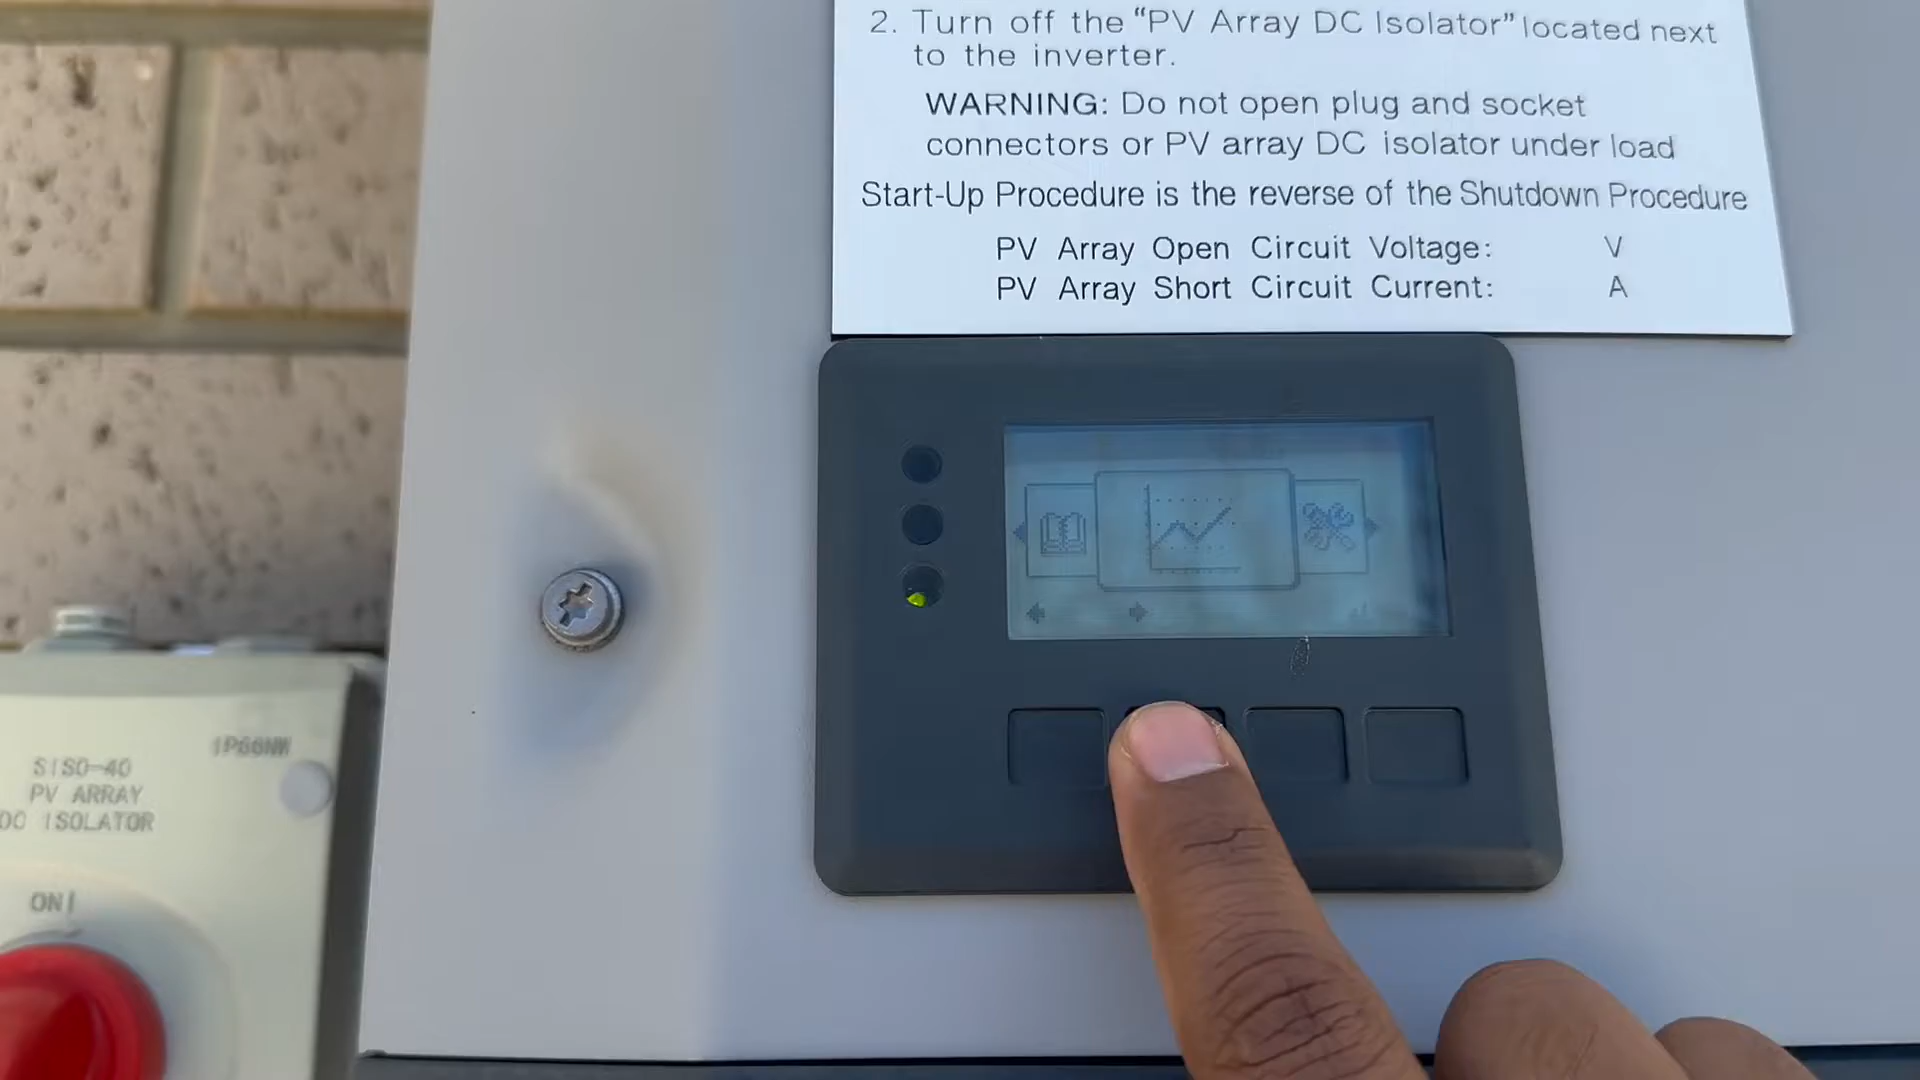 2. Turn off the “PV Array DC Isolator” located next
to the inverter.
WARNING: Do not open plug and socket
connectors or PV array DC isolator under load
Start-Up Procedure is the reverse of the Shutdown Procedure
PV Array Open Circuit Voltage: V
PV Array Short Circuit Current: A
IP66NW
SISO-40
PV ARRAY
DC ISOLATOR
ON